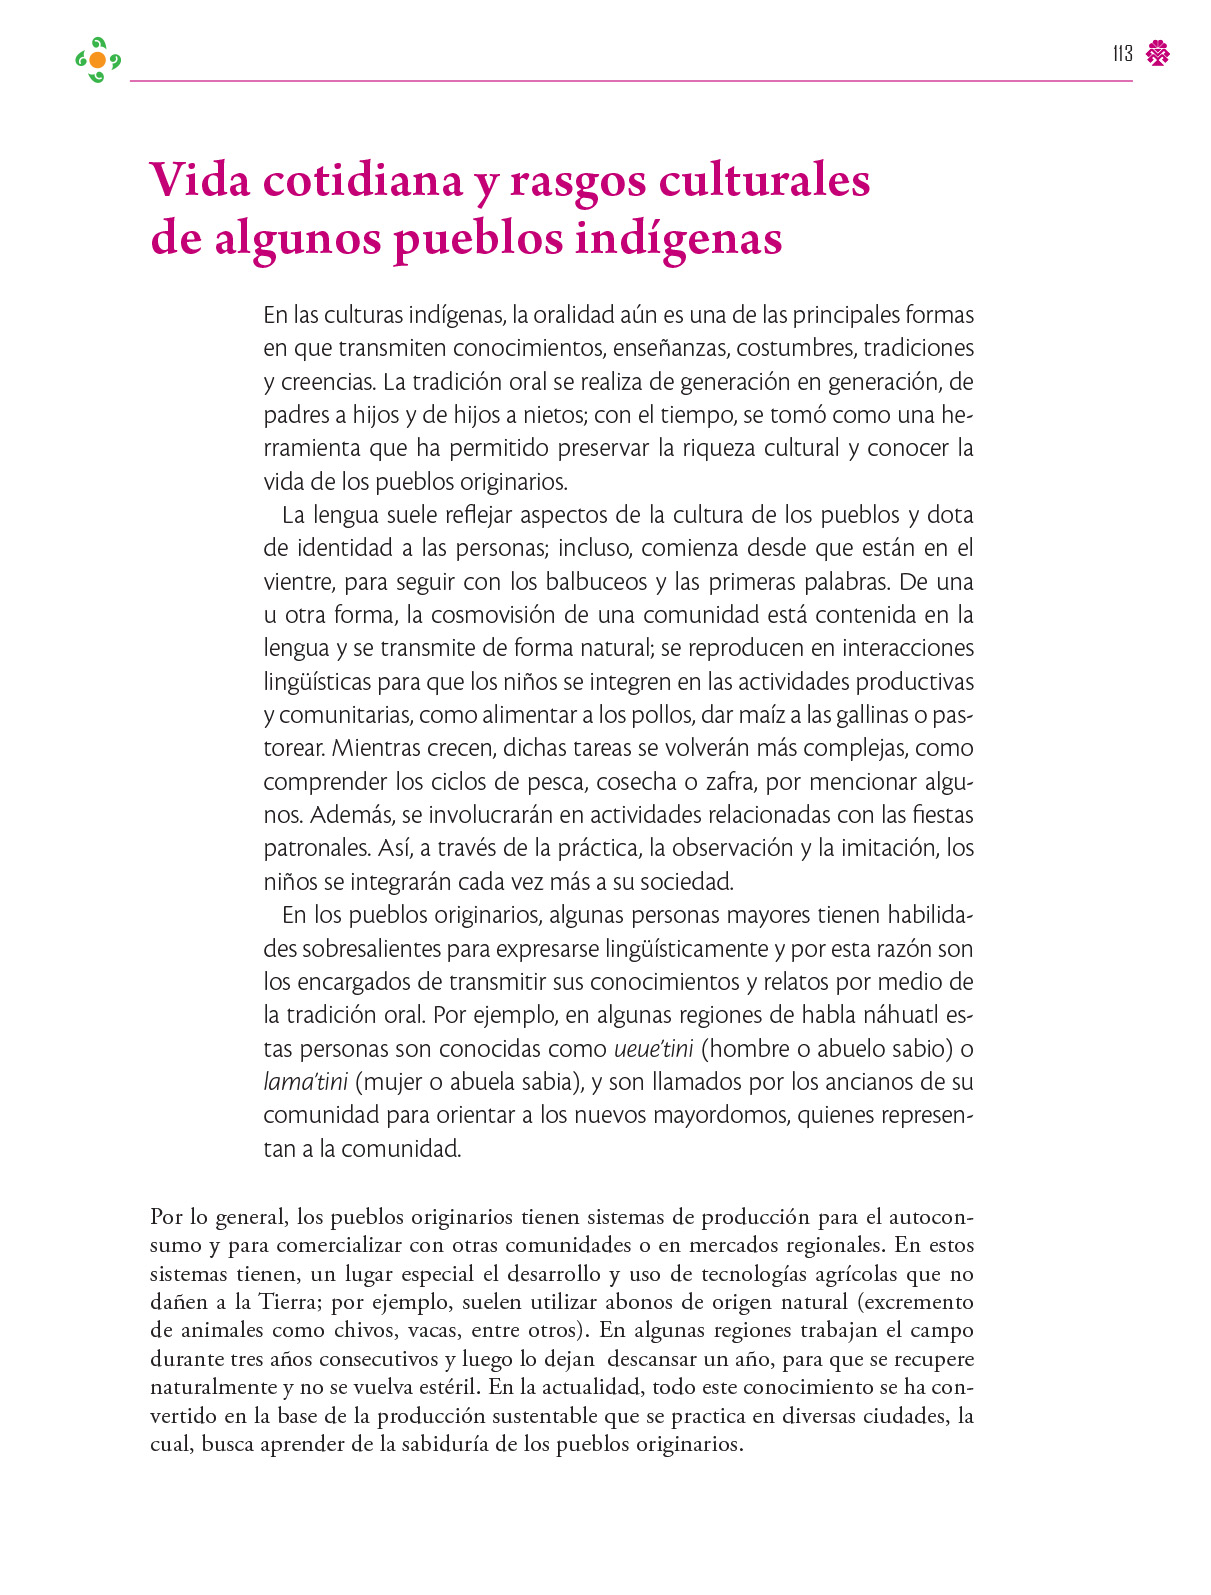 113
Vida cotidiana y rasgos culturales
de algunos pueblos indígenas
En las culturas indígenas, la oralidad aún es una de las principales formas
en que transmiten conocimientos, enseñanzas, costumbres, tradiciones
y creencias. La tradición oral se realiza de generación en generación, de
padres a hijos y de hijos a nietos; con el tiempo, se tomó como una he-
rramienta que ha permitido preservar la riqueza cultural y conocer la
vida de los pueblos originarios.
La lengua suele reflejar aspectos de la cultura de los pueblos y dota
de identidad a las personas; incluso, comienza desde que están en el
vientre, para seguir con los balbuceos y las primeras palabras. De una
u otra forma, la cosmovisión de una comunidad está contenida en la
lengua y se transmite de forma natural; se reproducen en interacciones
lingüísticas para que los niños se integren en las actividades productivas
y comunitarias, como alimentar a los pollos, dar maíz a las gallinas o pas-
torear. Mientras crecen, dichas tareas se volverán más complejas, como
comprender los ciclos de pesca, cosecha o zafra, por mencionar algu-
nos. Además, se involucrarán en actividades relacionadas con las fiestas
patronales. Así, a través de la práctica, la observación y la imitación, los
niños se integrarán cada vez más a su sociedad.
En los pueblos originarios, algunas personas mayores tienen habilida-
des sobresalientes para expresarse lingüísticamente y por esta razón son
los encargados de transmitir sus conocimientos y relatos por medio de
la tradición oral. Por ejemplo, en algunas regiones de habla náhuatl es-
tas personas son conocidas como ueue’tini (hombre o abuelo sabio) o
lama’tini (mujer o abuela sabia), y son llamados por los ancianos de su
comunidad para orientar a los nuevos mayordomos, quienes represen-
tan a la comunidad.
Por lo general, los pueblos originarios tienen sistemas de producción para el autocon-
sumo y para comercializar con otras comunidades o en mercados regionales. En estos
sistemas tienen, un lugar especial el desarrollo y uso de tecnologías agrícolas que no
dañen a la Tierra; por ejemplo, suelen utilizar abonos de origen natural (excremento
de animales como chivos, vacas, entre otros). En algunas regiones trabajan el campo
durante tres años consecutivos y luego lo dejan descansar un año, para que se recupere
naturalmente y no se vuelva estéril. En la actualidad, todo este conocimiento se ha con-
vertido en la base de la producción sustentable que se practica en diversas ciudades, la
cual, busca aprender de la sabiduría de los pueblos originarios.